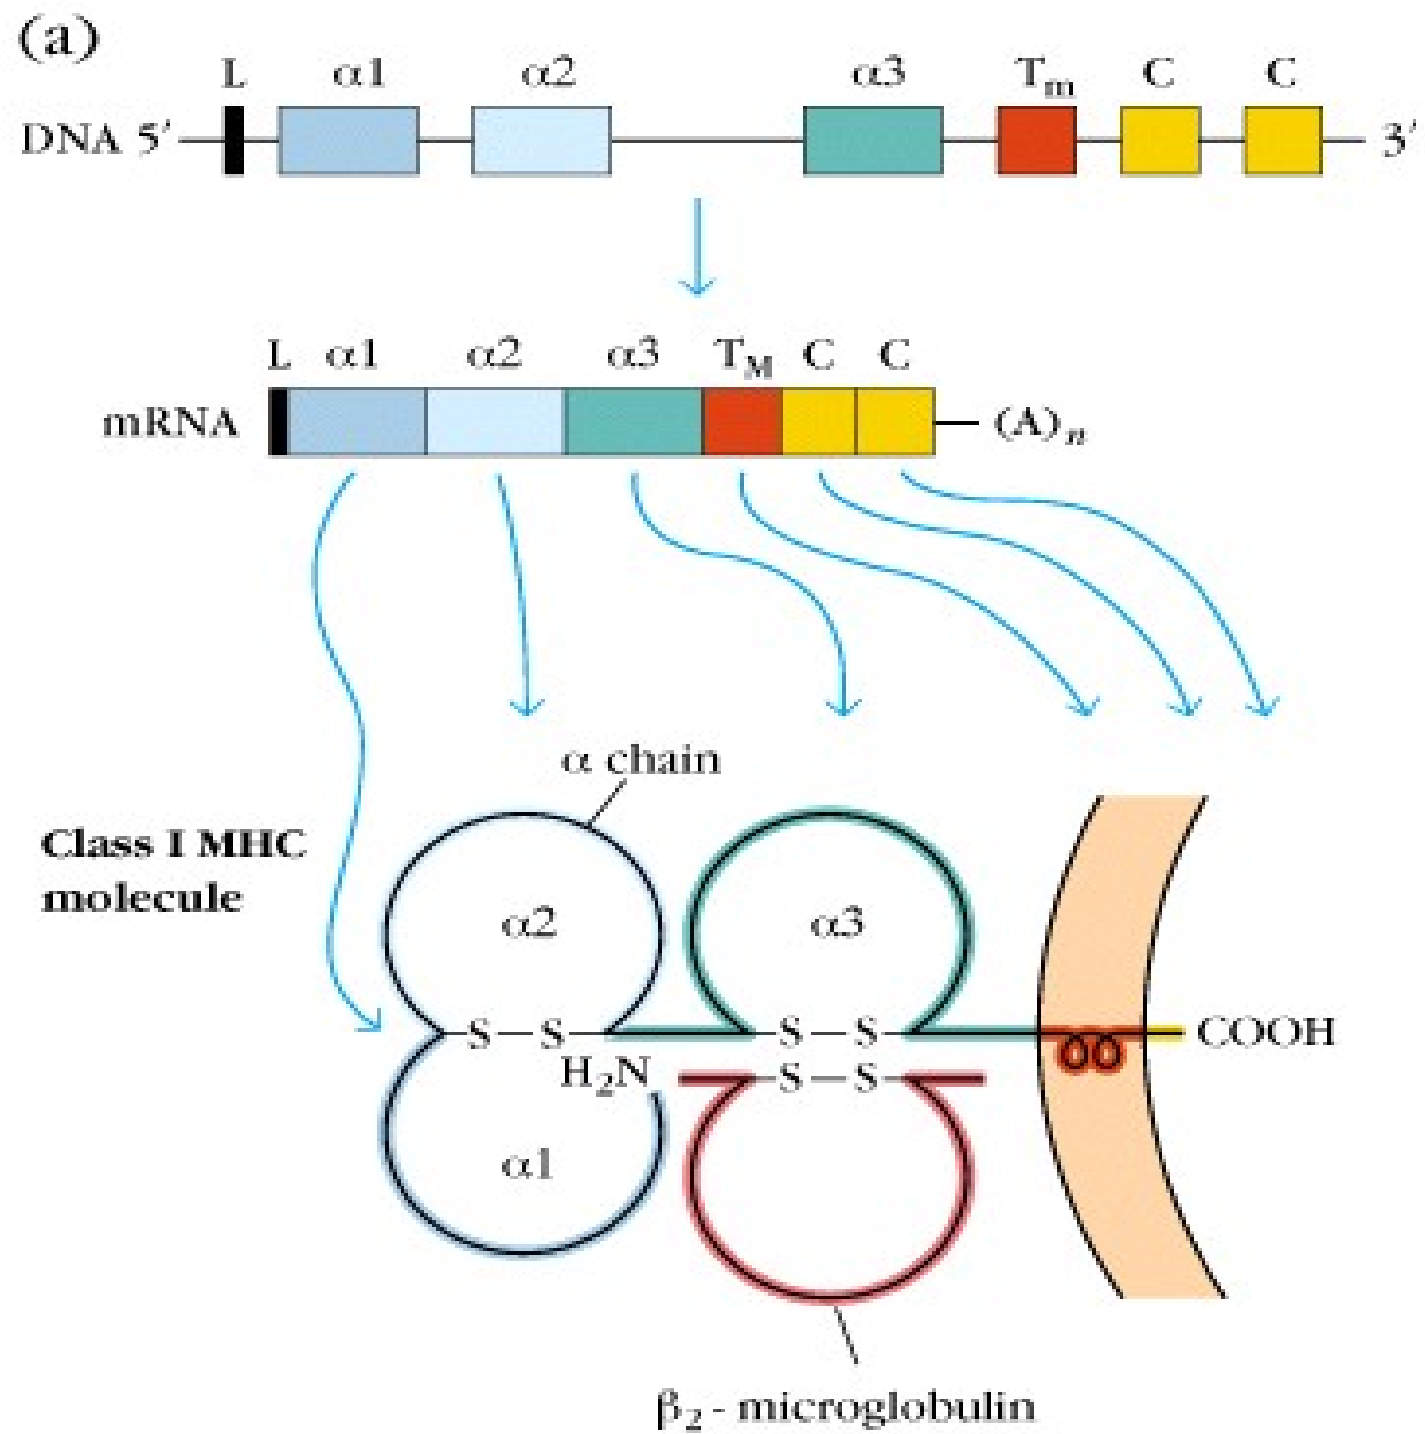 (a)
L α1 α2 α3 Tm C C
DNA 5′ 3′
L α1 α2 α3 TM C C
mRNA (A)n
α chain
Class I MHC
molecule
α2 α3
S—S S—S COOH
H2N S—S
α1
β2 - microglobulin